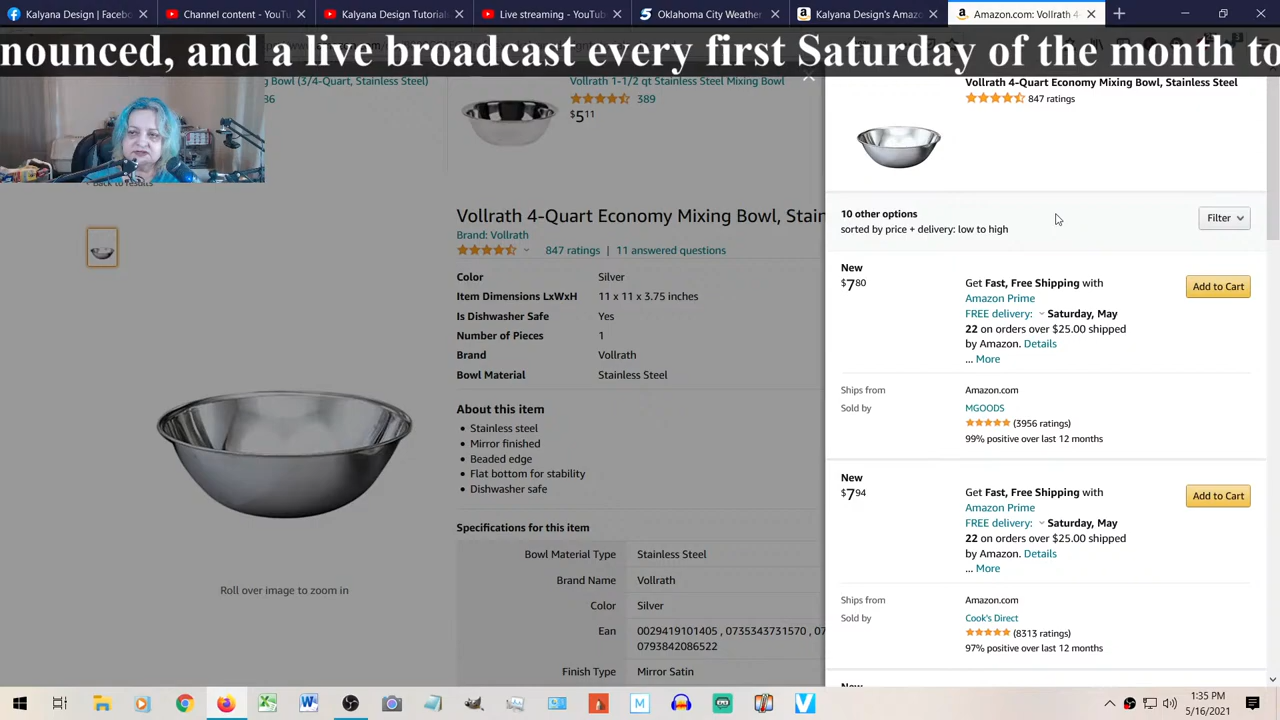 Kalyana Design | Facebook
Channel content - YouTu
Kalyana Design Tutorials
Live streaming - YouTub
Oklahoma City Weather
Kalyana Design's Amaz
Amazon.com: Vollrath 4-
nounced, and a live broadcast every first Saturday of the month to
g Bowl (3/4-Quart, Stainless Steel)
86
Vollrath 1-1/2 qt Stainless Steel Mixing Bowl
389
$5.11
Back to results
Vollrath 4-Quart Economy Mixing Bowl, Stain
Brand: Vollrath
847 ratings | 11 answered questions
Color Silver
Item Dimensions LxWxH 11 x 11 x 3.75 inches
Is Dishwasher Safe Yes
Number of Pieces 1
Brand Vollrath
Bowl Material Stainless Steel
About this item
• Stainless steel
• Mirror finished
• Beaded edge
• Flat bottom for stability
• Dishwasher safe
Specifications for this item
Bowl Material Type Stainless Steel
Brand Name Vollrath
Color Silver
Ean 0029419101405 , 0735343731570 , 07
0793842086522
Finish Type Mirror Satin
Roll over image to zoom in
Vollrath 4-Quart Economy Mixing Bowl, Stainless Steel
847 ratings
10 other options
sorted by price + delivery: low to high
Filter
New
$7.80
Get Fast, Free Shipping with
Amazon Prime
FREE delivery: Saturday, May
22 on orders over $25.00 shipped
by Amazon. Details
... More
Add to Cart
Ships from Amazon.com
Sold by MGOODS
(3956 ratings)
99% positive over last 12 months
New
$7.94
Get Fast, Free Shipping with
Amazon Prime
FREE delivery: Saturday, May
22 on orders over $25.00 shipped
by Amazon. Details
... More
Add to Cart
Ships from Amazon.com
Sold by Cook's Direct
(8313 ratings)
97% positive over last 12 months
1:35 PM
5/16/2021